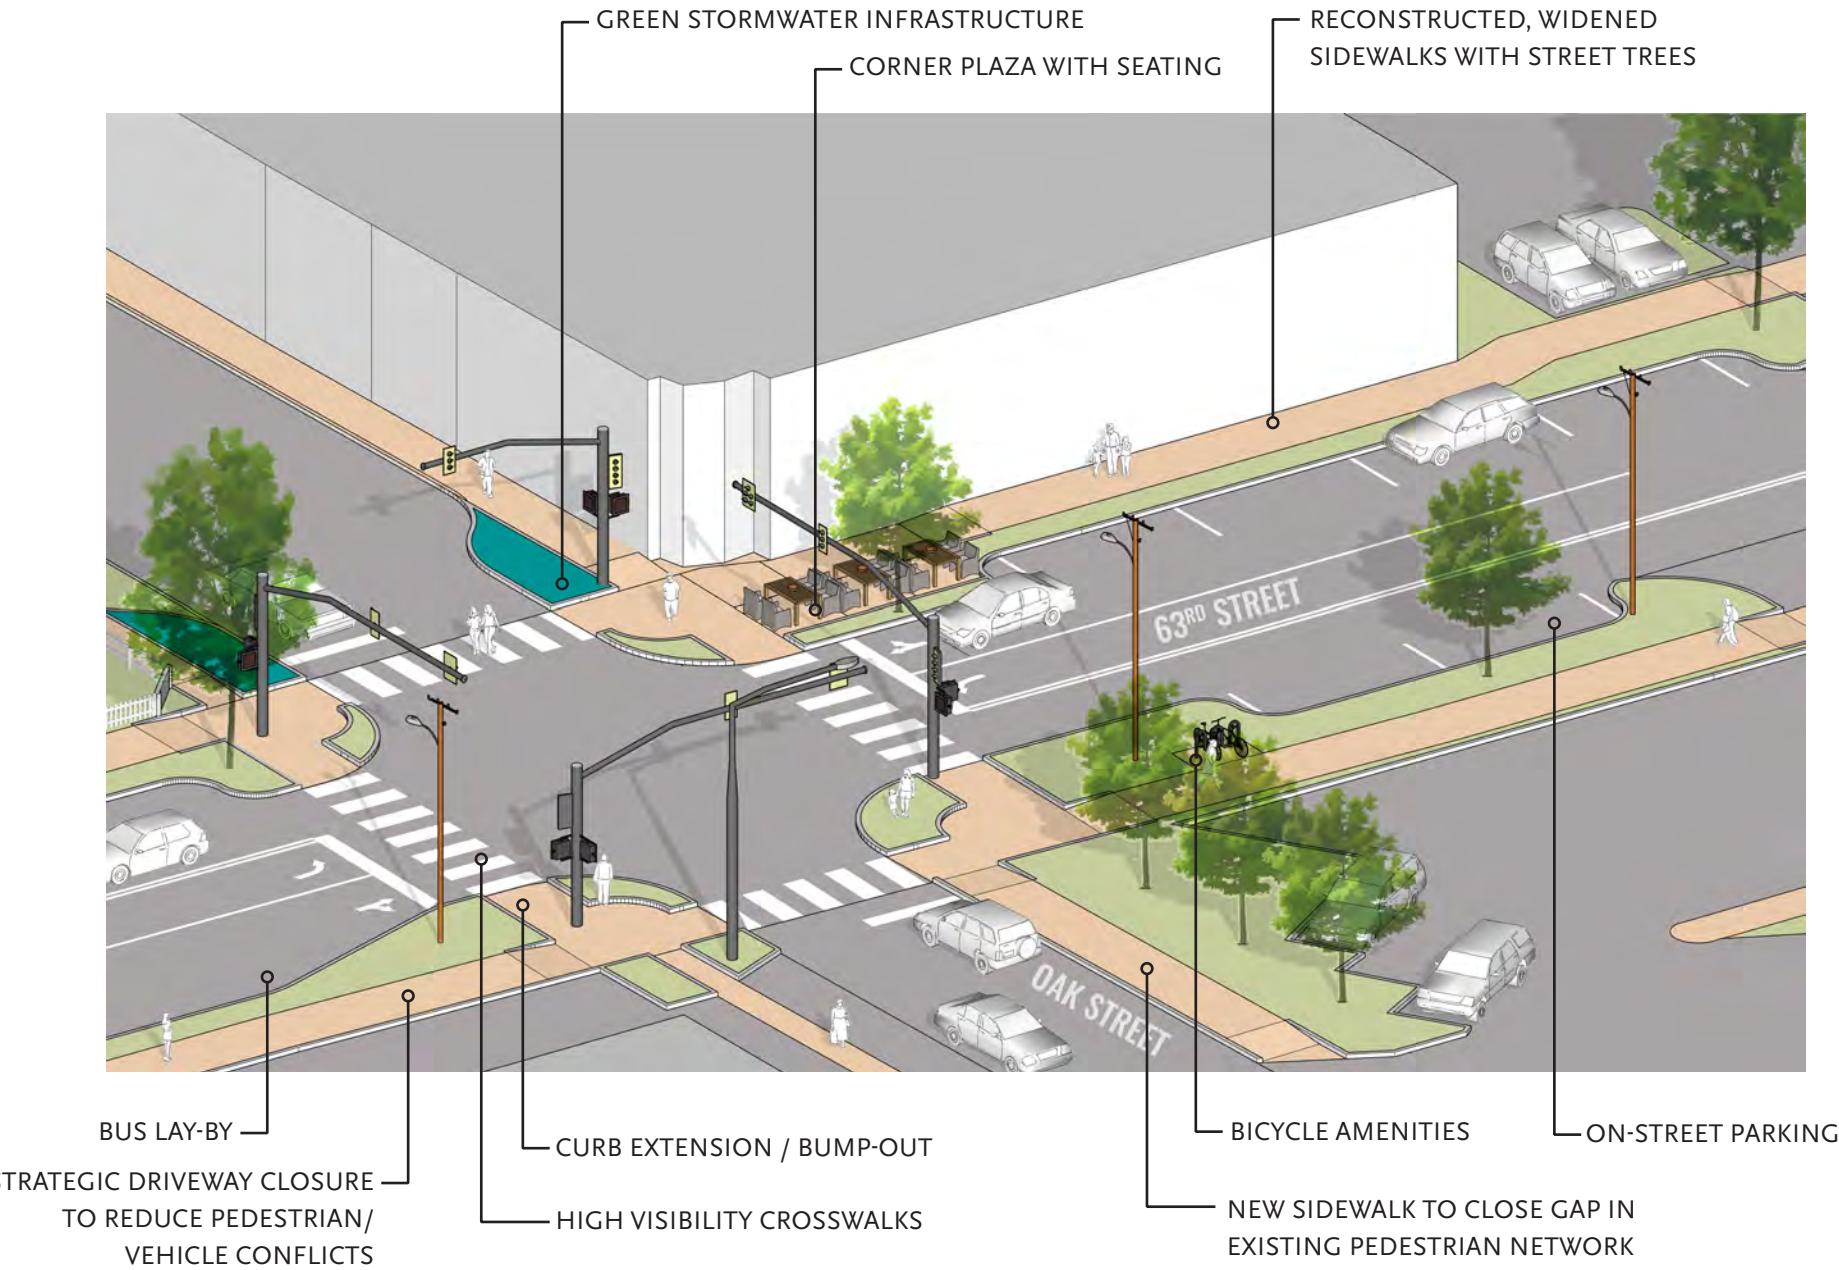 GREEN STORMWATER INFRASTRUCTURE
CORNER PLAZA WITH SEATING
RECONSTRUCTED, WIDENED
SIDEWALKS WITH STREET TREES
63RD STREET
OAK STREET
BUS LAY-BY
TRATEGIC DRIVEWAY CLOSURE
TO REDUCE PEDESTRIAN/
VEHICLE CONFLICTS
CURB EXTENSION / BUMP-OUT
HIGH VISIBILITY CROSSWALKS
BICYCLE AMENITIES
NEW SIDEWALK TO CLOSE GAP IN
EXISTING PEDESTRIAN NETWORK
ON-STREET PARKING